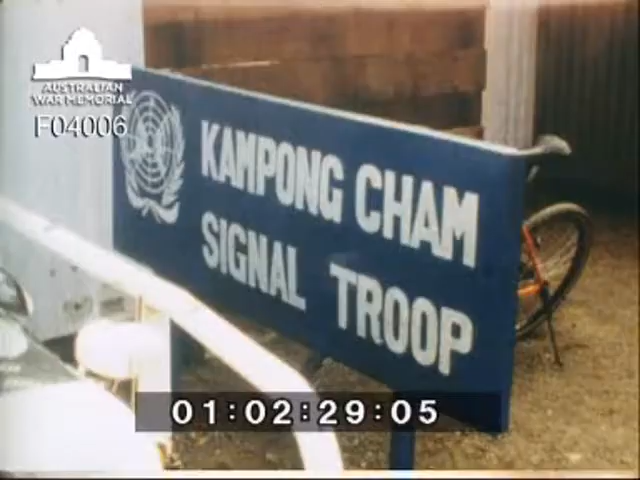 AUSTRALIAN
WAR MEMORIAL
F04006
KAMPONG CHAM
SIGNAL TROOP
01:02:29:05